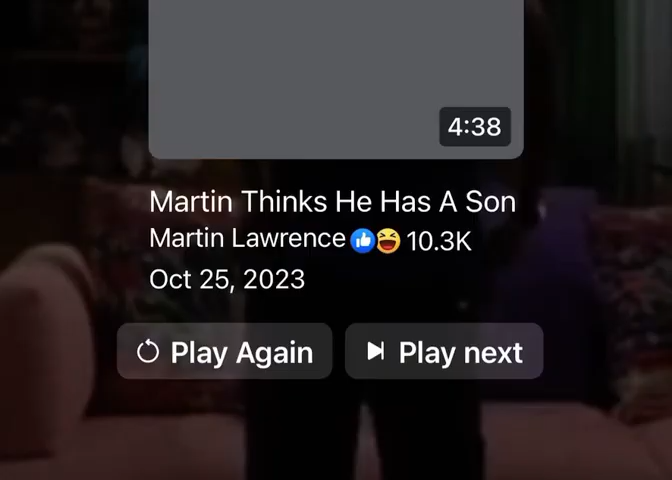 4:38
Martin Thinks He Has A Son
Martin Lawrence 10.3K
Oct 25, 2023
Play Again
Play next